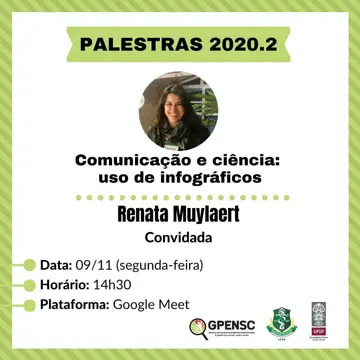 PALESTRAS 2020.2
Comunicação e ciência:
uso de infográficos
Renata Muylaert
Convidada
Data: 09/11 (segunda-feira)
Horário: 14h30
Plataforma: Google Meet
GPENSC
UFOP